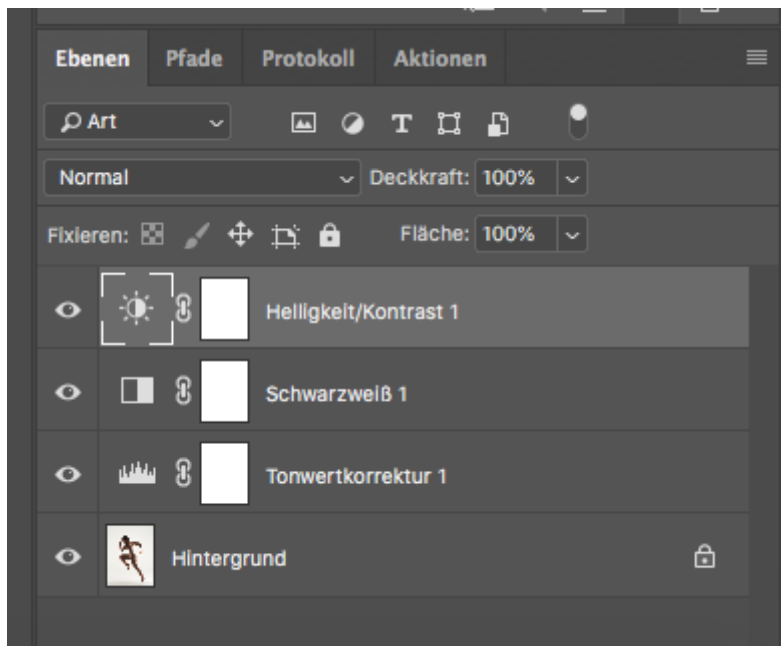 Ebenen Pfade Protokoll Aktionen
Art T
Normal Deckkraft: 100%
Fixieren: Fläche: 100%
Helligkeit/Kontrast 1
Schwarzweiß 1
Tonwertkorrektur 1
Hintergrund